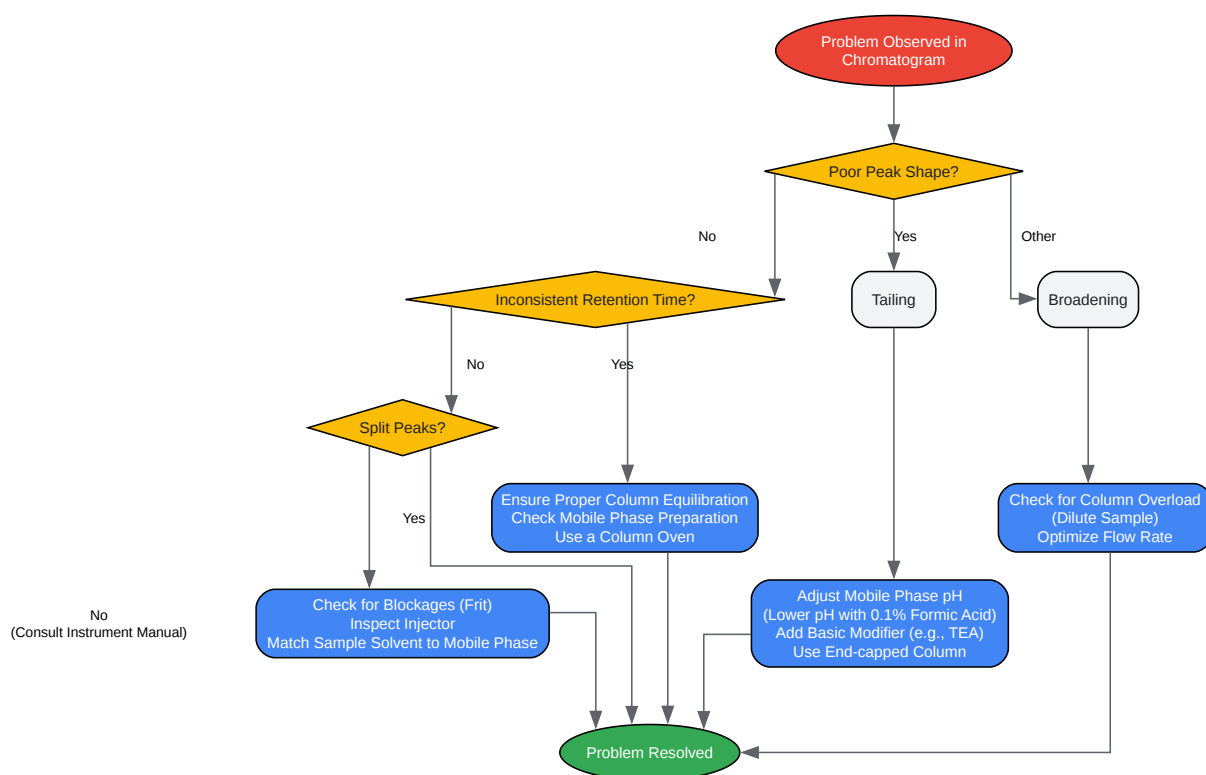 Problem Observed in
Chromatogram
Poor Peak Shape?
No
Yes
Other
Inconsistent Retention Time?
Tailing
Broadening
No
Yes
Split Peaks?
Ensure Proper Column Equilibration
Check Mobile Phase Preparation
Use a Column Oven
Check for Column Overload
(Dilute Sample)
Optimize Flow Rate
Yes
No
(Consult Instrument Manual)
Check for Blockages (Frit)
Inspect Injector
Match Sample Solvent to Mobile Phase
Adjust Mobile Phase pH
(Lower pH with 0.1% Formic Acid)
Add Basic Modifier (e.g., TEA)
Use End-capped Column
Problem Resolved